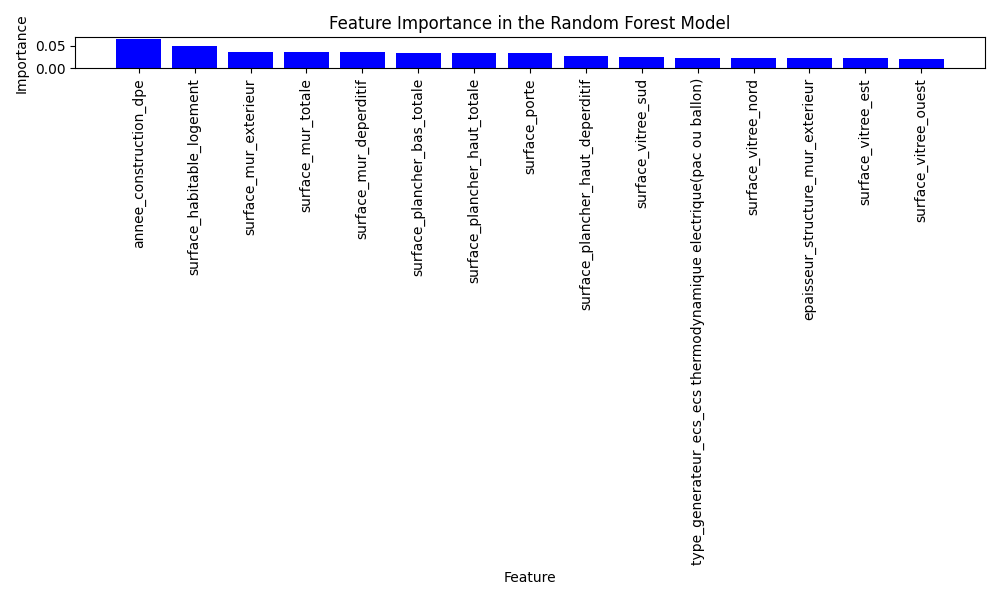 Feature Importance in the Random Forest Model
Importance
0.05
0.00
annee_construction_dpe
surface_habitable_logement
surface_mur_exterieur
surface_mur_totale
surface_mur_deperditif
surface_plancher_bas_totale
surface_plancher_haut_totale
surface_porte
surface_plancher_haut_deperditif
surface_vitree_sud
type_generateur_ecs_ecs thermodynamique electrique(pac ou ballon)
surface_vitree_nord
epaisseur_structure_mur_exterieur
surface_vitree_est
surface_vitree_ouest
Feature